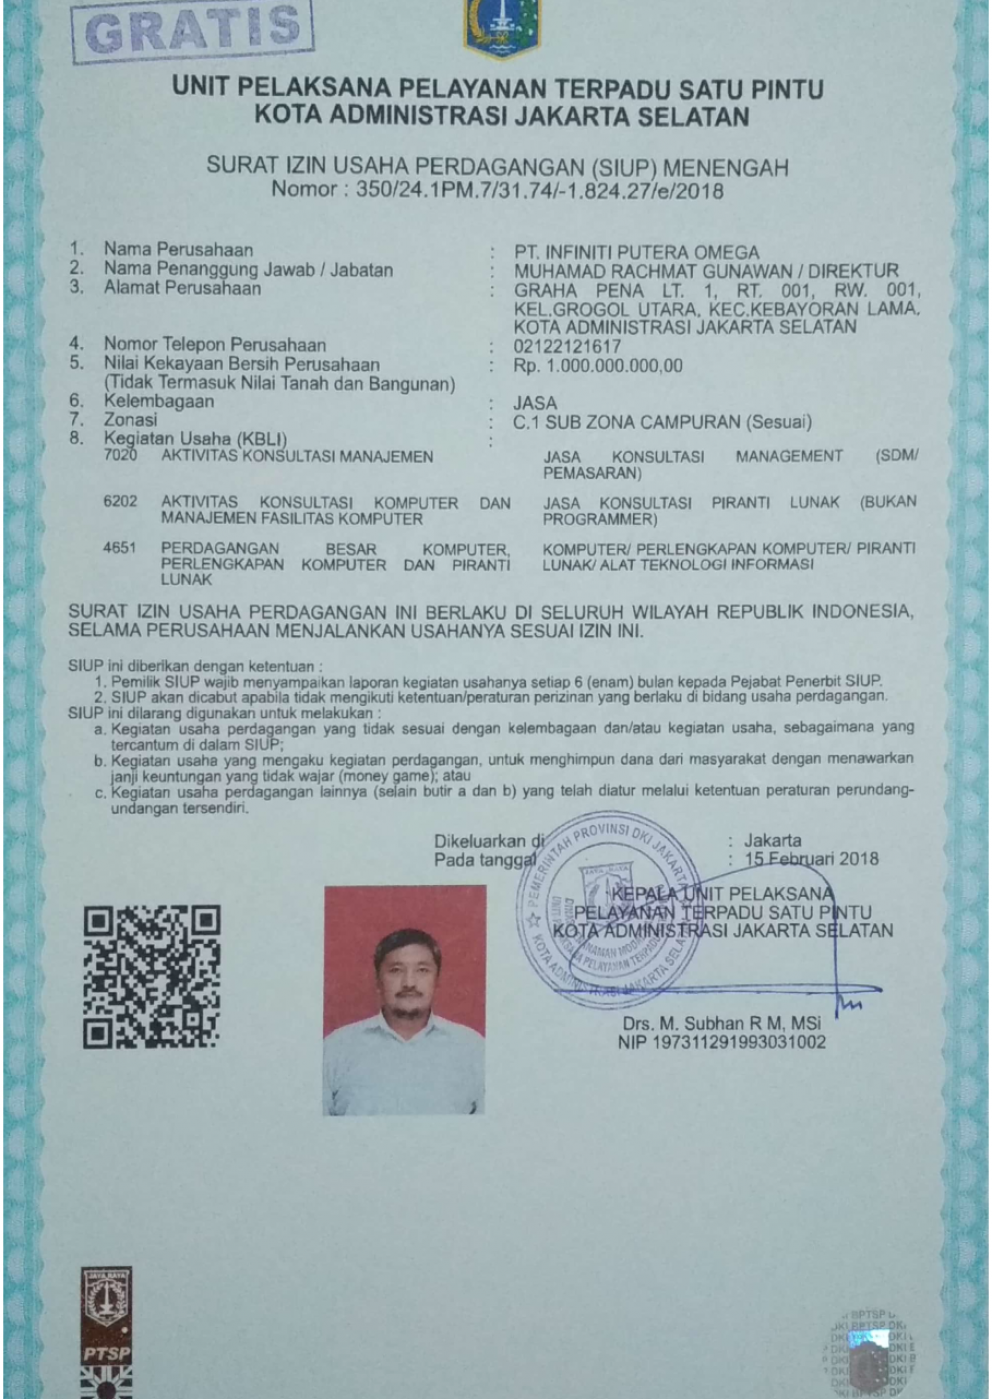 GRATIS
UNIT PELAKSANA PELAYANAN TERPADU SATU PINTU
KOTA ADMINISTRASI JAKARTA SELATAN
SURAT IZIN USAHA PERDAGANGAN (SIUP) MENENGAH
Nomor : 350/24.1PM.7/31.74/-1.824.27/e/2018
1. Nama Perusahaan : PT. INFINITI PUTERA OMEGA
2. Nama Penanggung Jawab / Jabatan : MUHAMAD RACHMAT GUNAWAN / DIREKTUR
3. Alamat Perusahaan : GRAHA PENA LT. 1, RT. 001, RW. 001,
KEL.GROGOL UTARA, KEC.KEBAYORAN LAMA,
KOTA ADMINISTRASI JAKARTA SELATAN
4. Nomor Telepon Perusahaan : 02122121617
5. Nilai Kekayaan Bersih Perusahaan : Rp. 1.000.000.000,00
(Tidak Termasuk Nilai Tanah dan Bangunan)
6. Kelembagaan : JASA
7. Zonasi : C.1 SUB ZONA CAMPURAN (Sesuai)
8. Kegiatan Usaha (KBLI) :
7020 AKTIVITAS KONSULTASI MANAJEMEN JASA KONSULTASI MANAGEMENT (SDM/
PEMASARAN)
6202 AKTIVITAS KONSULTASI KOMPUTER DAN JASA KONSULTASI PIRANTI LUNAK (BUKAN
MANAJEMEN FASILITAS KOMPUTER PROGRAMMER)
4651 PERDAGANGAN BESAR KOMPUTER, KOMPUTER/ PERLENGKAPAN KOMPUTER/ PIRANTI
PERLENGKAPAN KOMPUTER DAN PIRANTI LUNAK/ ALAT TEKNOLOGI INFORMASI
LUNAK
SURAT IZIN USAHA PERDAGANGAN INI BERLAKU DI SELURUH WILAYAH REPUBLIK INDONESIA,
SELAMA PERUSAHAAN MENJALANKAN USAHANYA SESUAI IZIN INI.
SIUP ini diberikan dengan ketentuan :
1. Pemilik SIUP wajib menyampaikan laporan kegiatan usahanya setiap 6 (enam) bulan kepada Pejabat Penerbit SIUP.
2. SIUP akan dicabut apabila tidak mengikuti ketentuan/peraturan perizinan yang berlaku di bidang usaha perdagangan.
SIUP ini dilarang digunakan untuk melakukan :
a. Kegiatan usaha perdagangan yang tidak sesuai dengan kelembagaan dan/atau kegiatan usaha, sebagaimana yang
tercantum di dalam SIUP;
b. Kegiatan usaha yang mengaku kegiatan perdagangan, untuk menghimpun dana dari masyarakat dengan menawarkan
janji keuntungan yang tidak wajar (money game); atau
c. Kegiatan usaha perdagangan lainnya (selain butir a dan b) yang telah diatur melalui ketentuan peraturan perundang-
undangan tersendiri.
Dikeluarkan di : Jakarta
Pada tanggal : 15 Februari 2018
KEPALA UNIT PELAKSANA
PELAYANAN TERPADU SATU PINTU
KOTA ADMINISTRASI JAKARTA SELATAN
PEMERINTAH PROVINSI DKI JAKARTA
KOTA ADMINISTRASI JAKARTA SELATAN
Drs. M. Subhan R M, MSi
NIP 197311291993031002
JAYA RAYA
PTSP
BPTSP
DKI BPTSP DKI